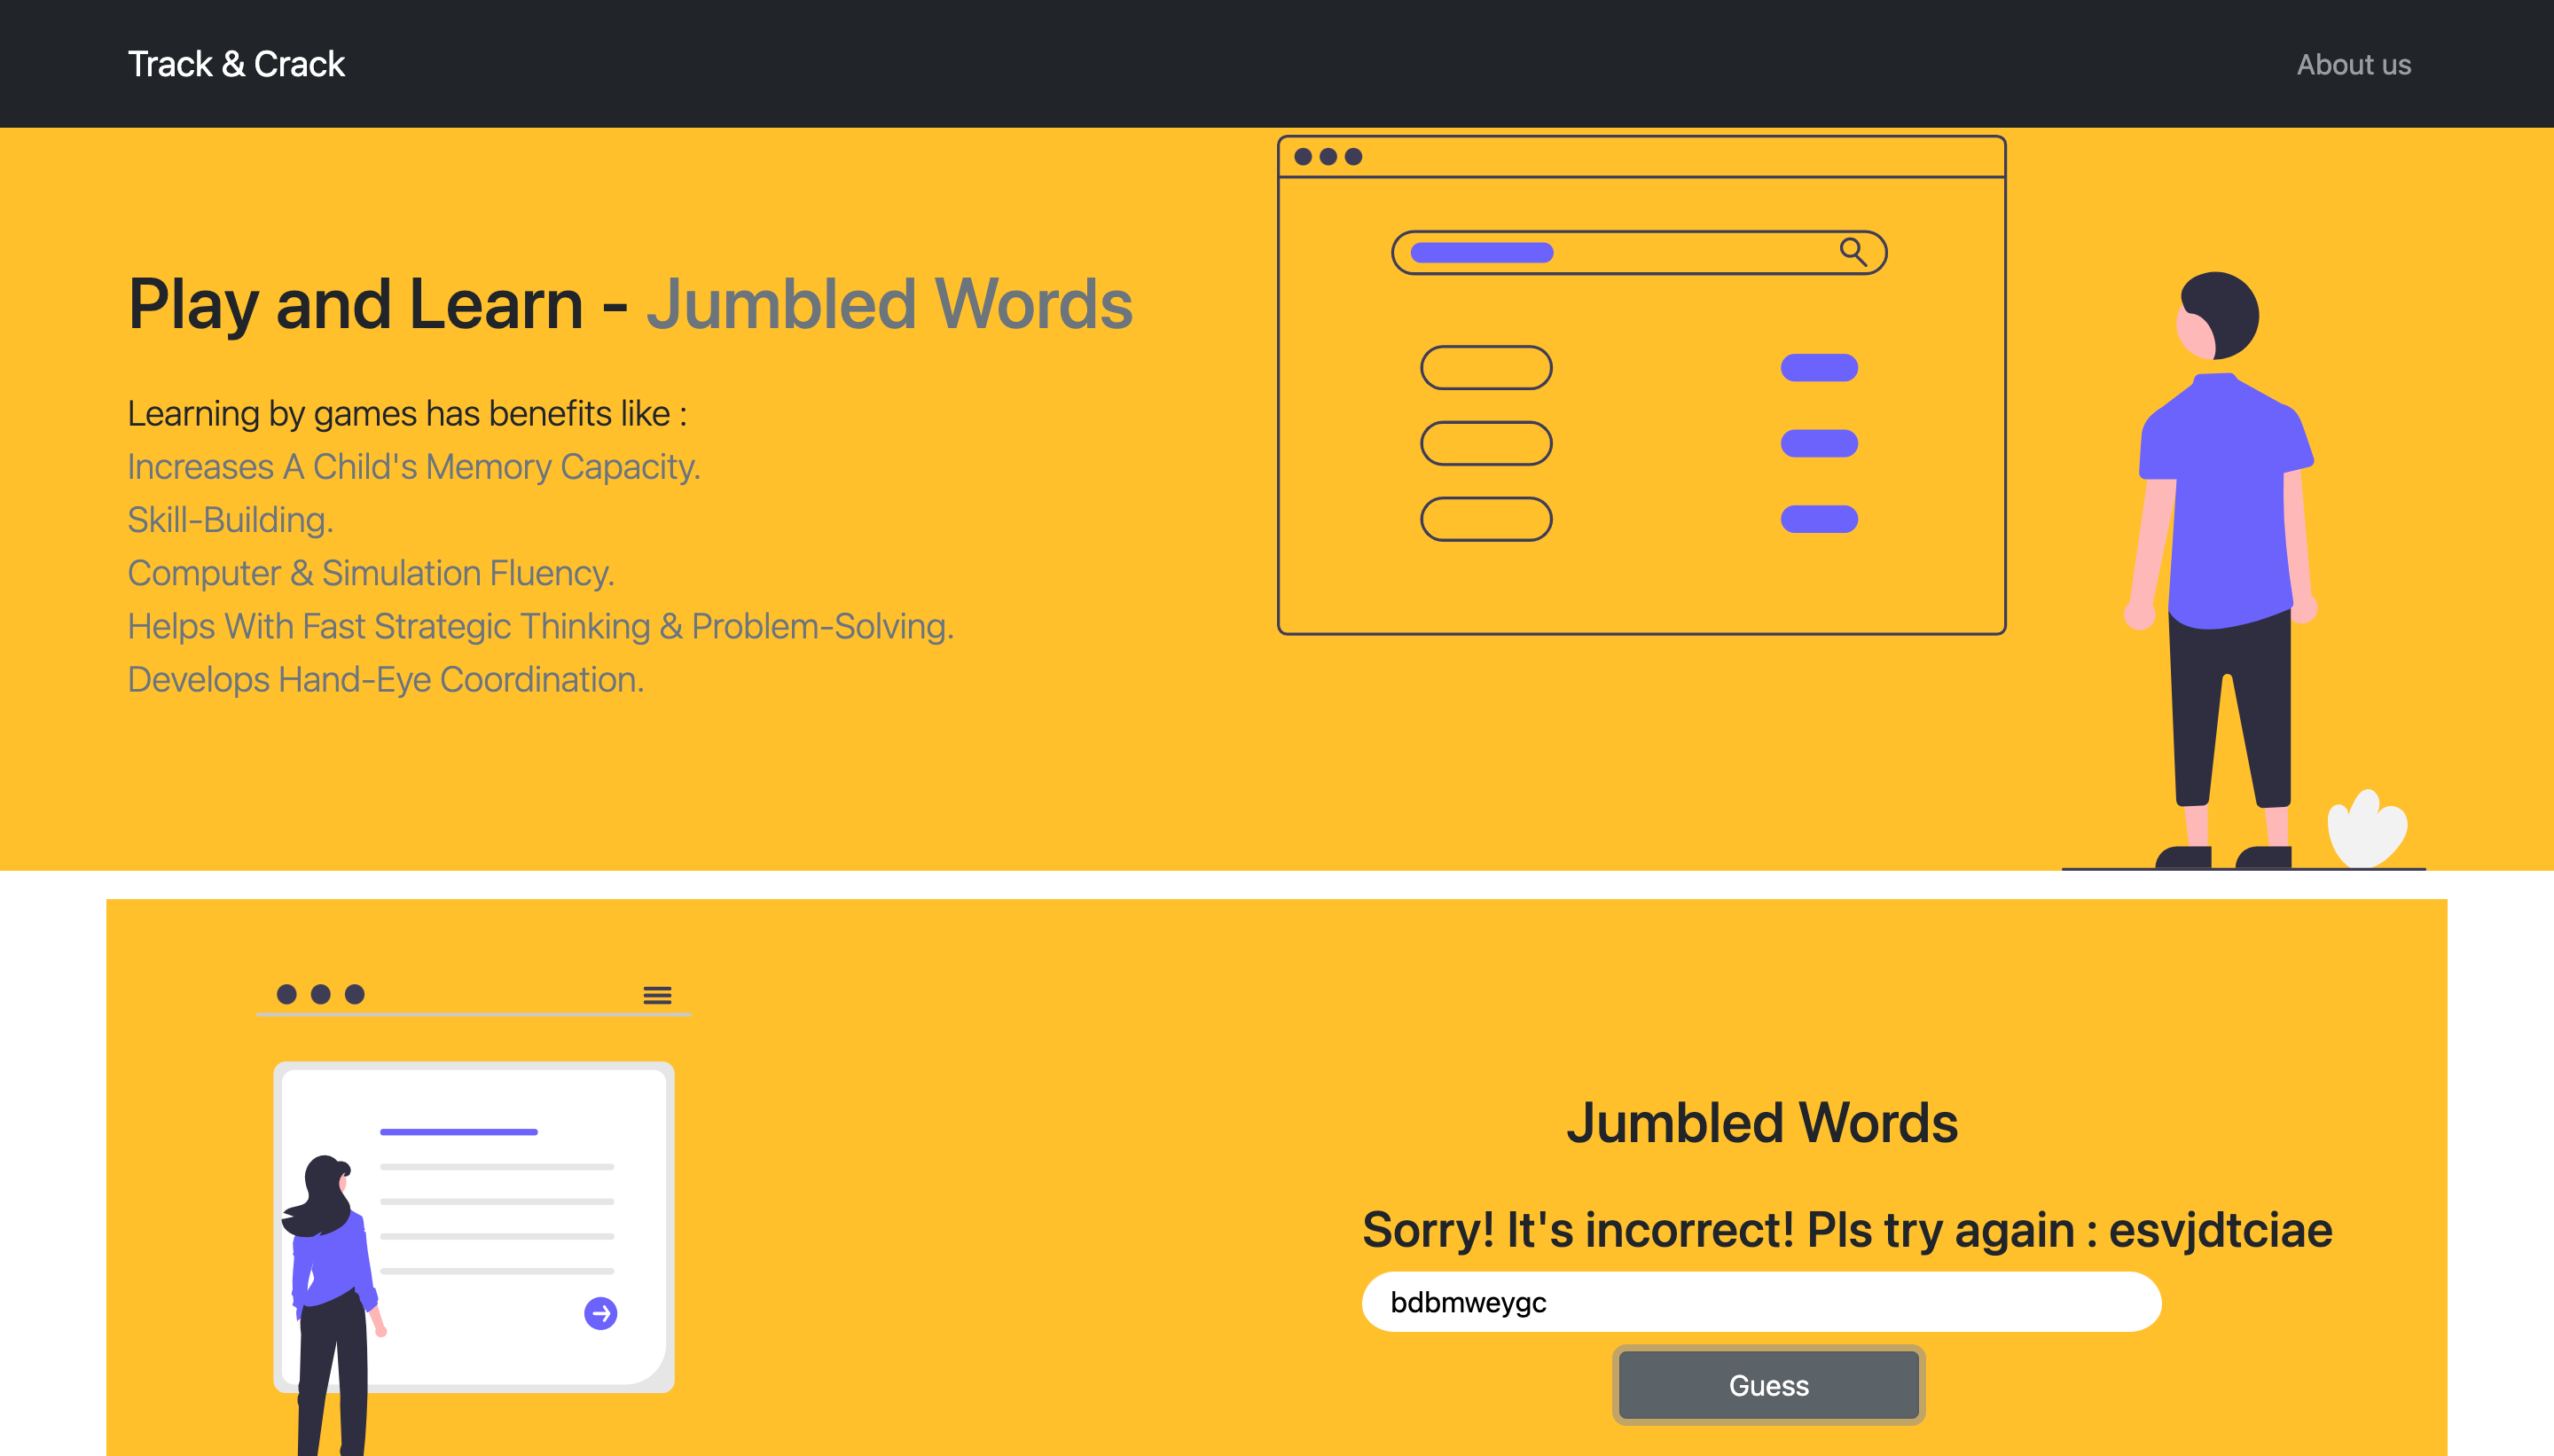 Track & Crack
About us
Play and Learn - Jumbled Words
Learning by games has benefits like :
Increases A Child's Memory Capacity.
Skill-Building.
Computer & Simulation Fluency.
Helps With Fast Strategic Thinking & Problem-Solving.
Develops Hand-Eye Coordination.
Jumbled Words
Sorry! It's incorrect! Pls try again : esvjdtciae
bdbmweygc
Guess